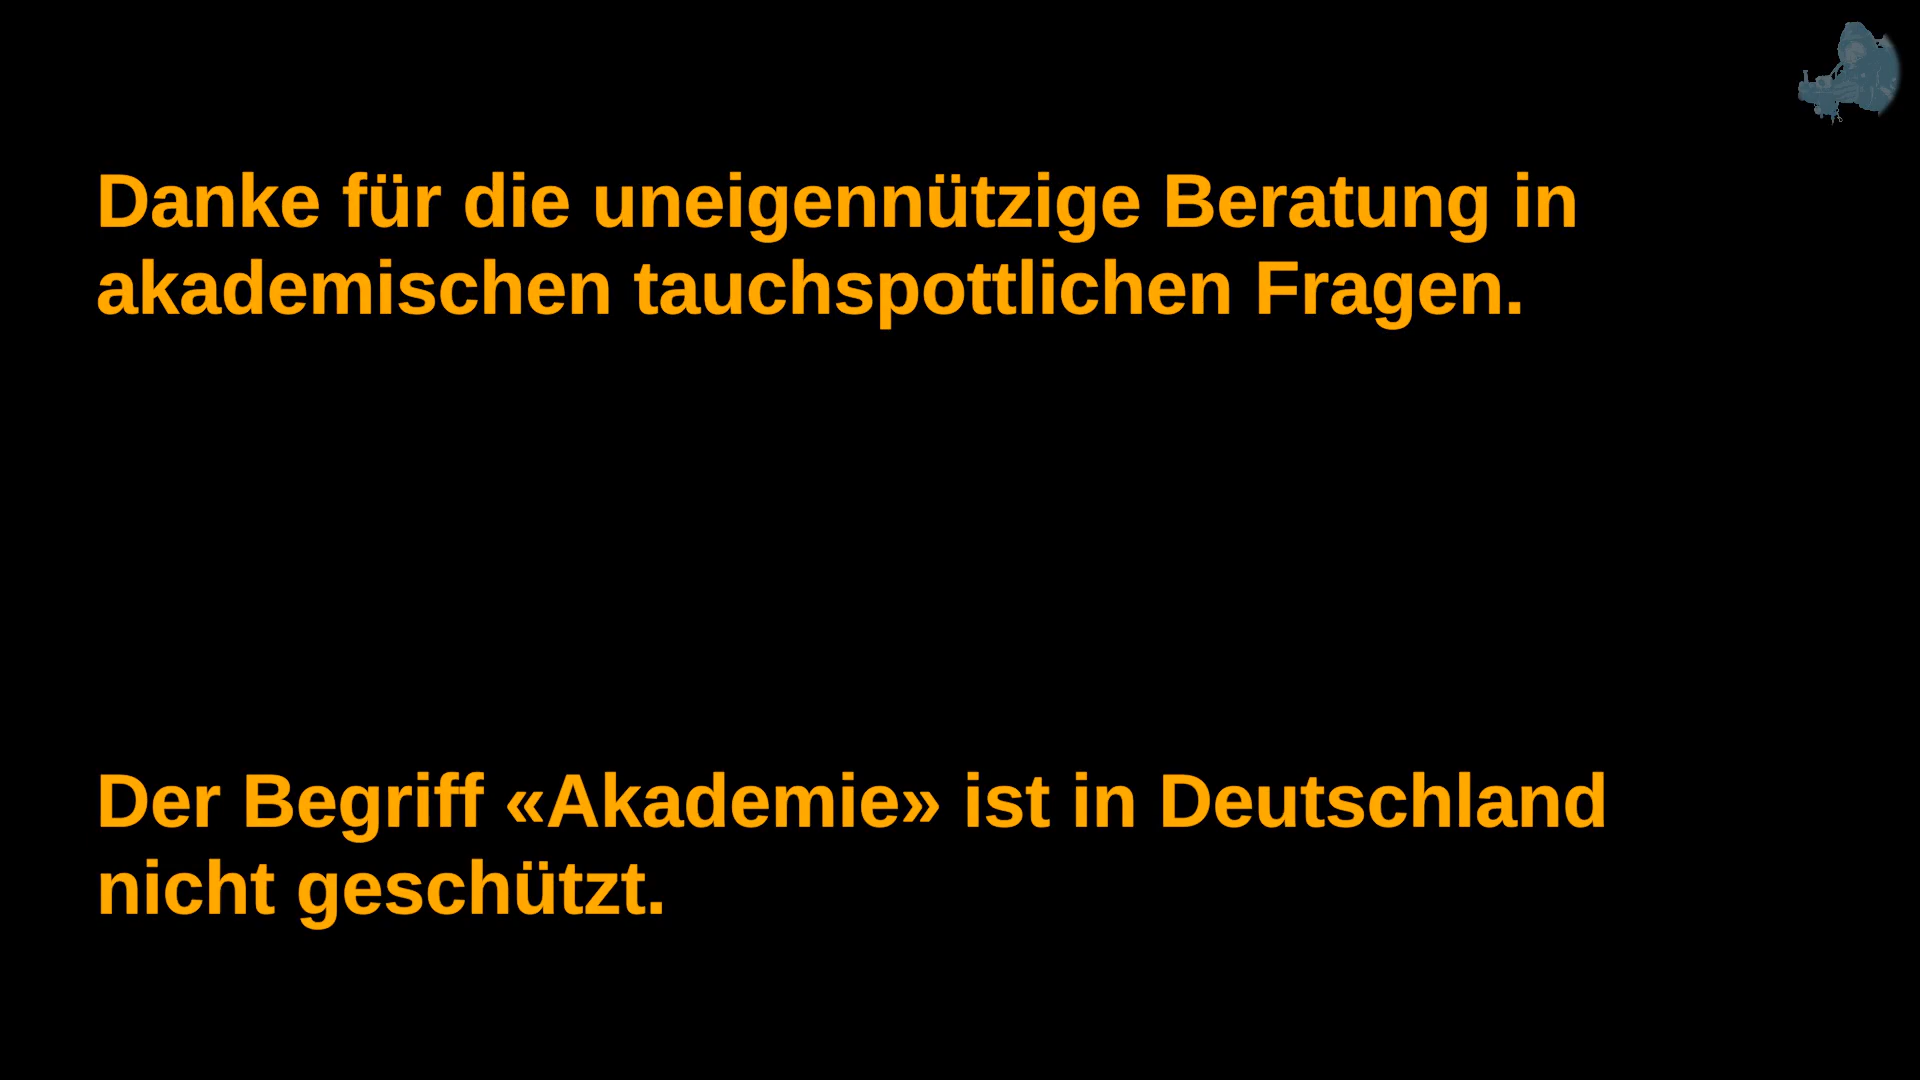 Danke für die uneigennützige Beratung in
akademischen tauchspottlichen Fragen.
Der Begriff «Akademie» ist in Deutschland
nicht geschützt.